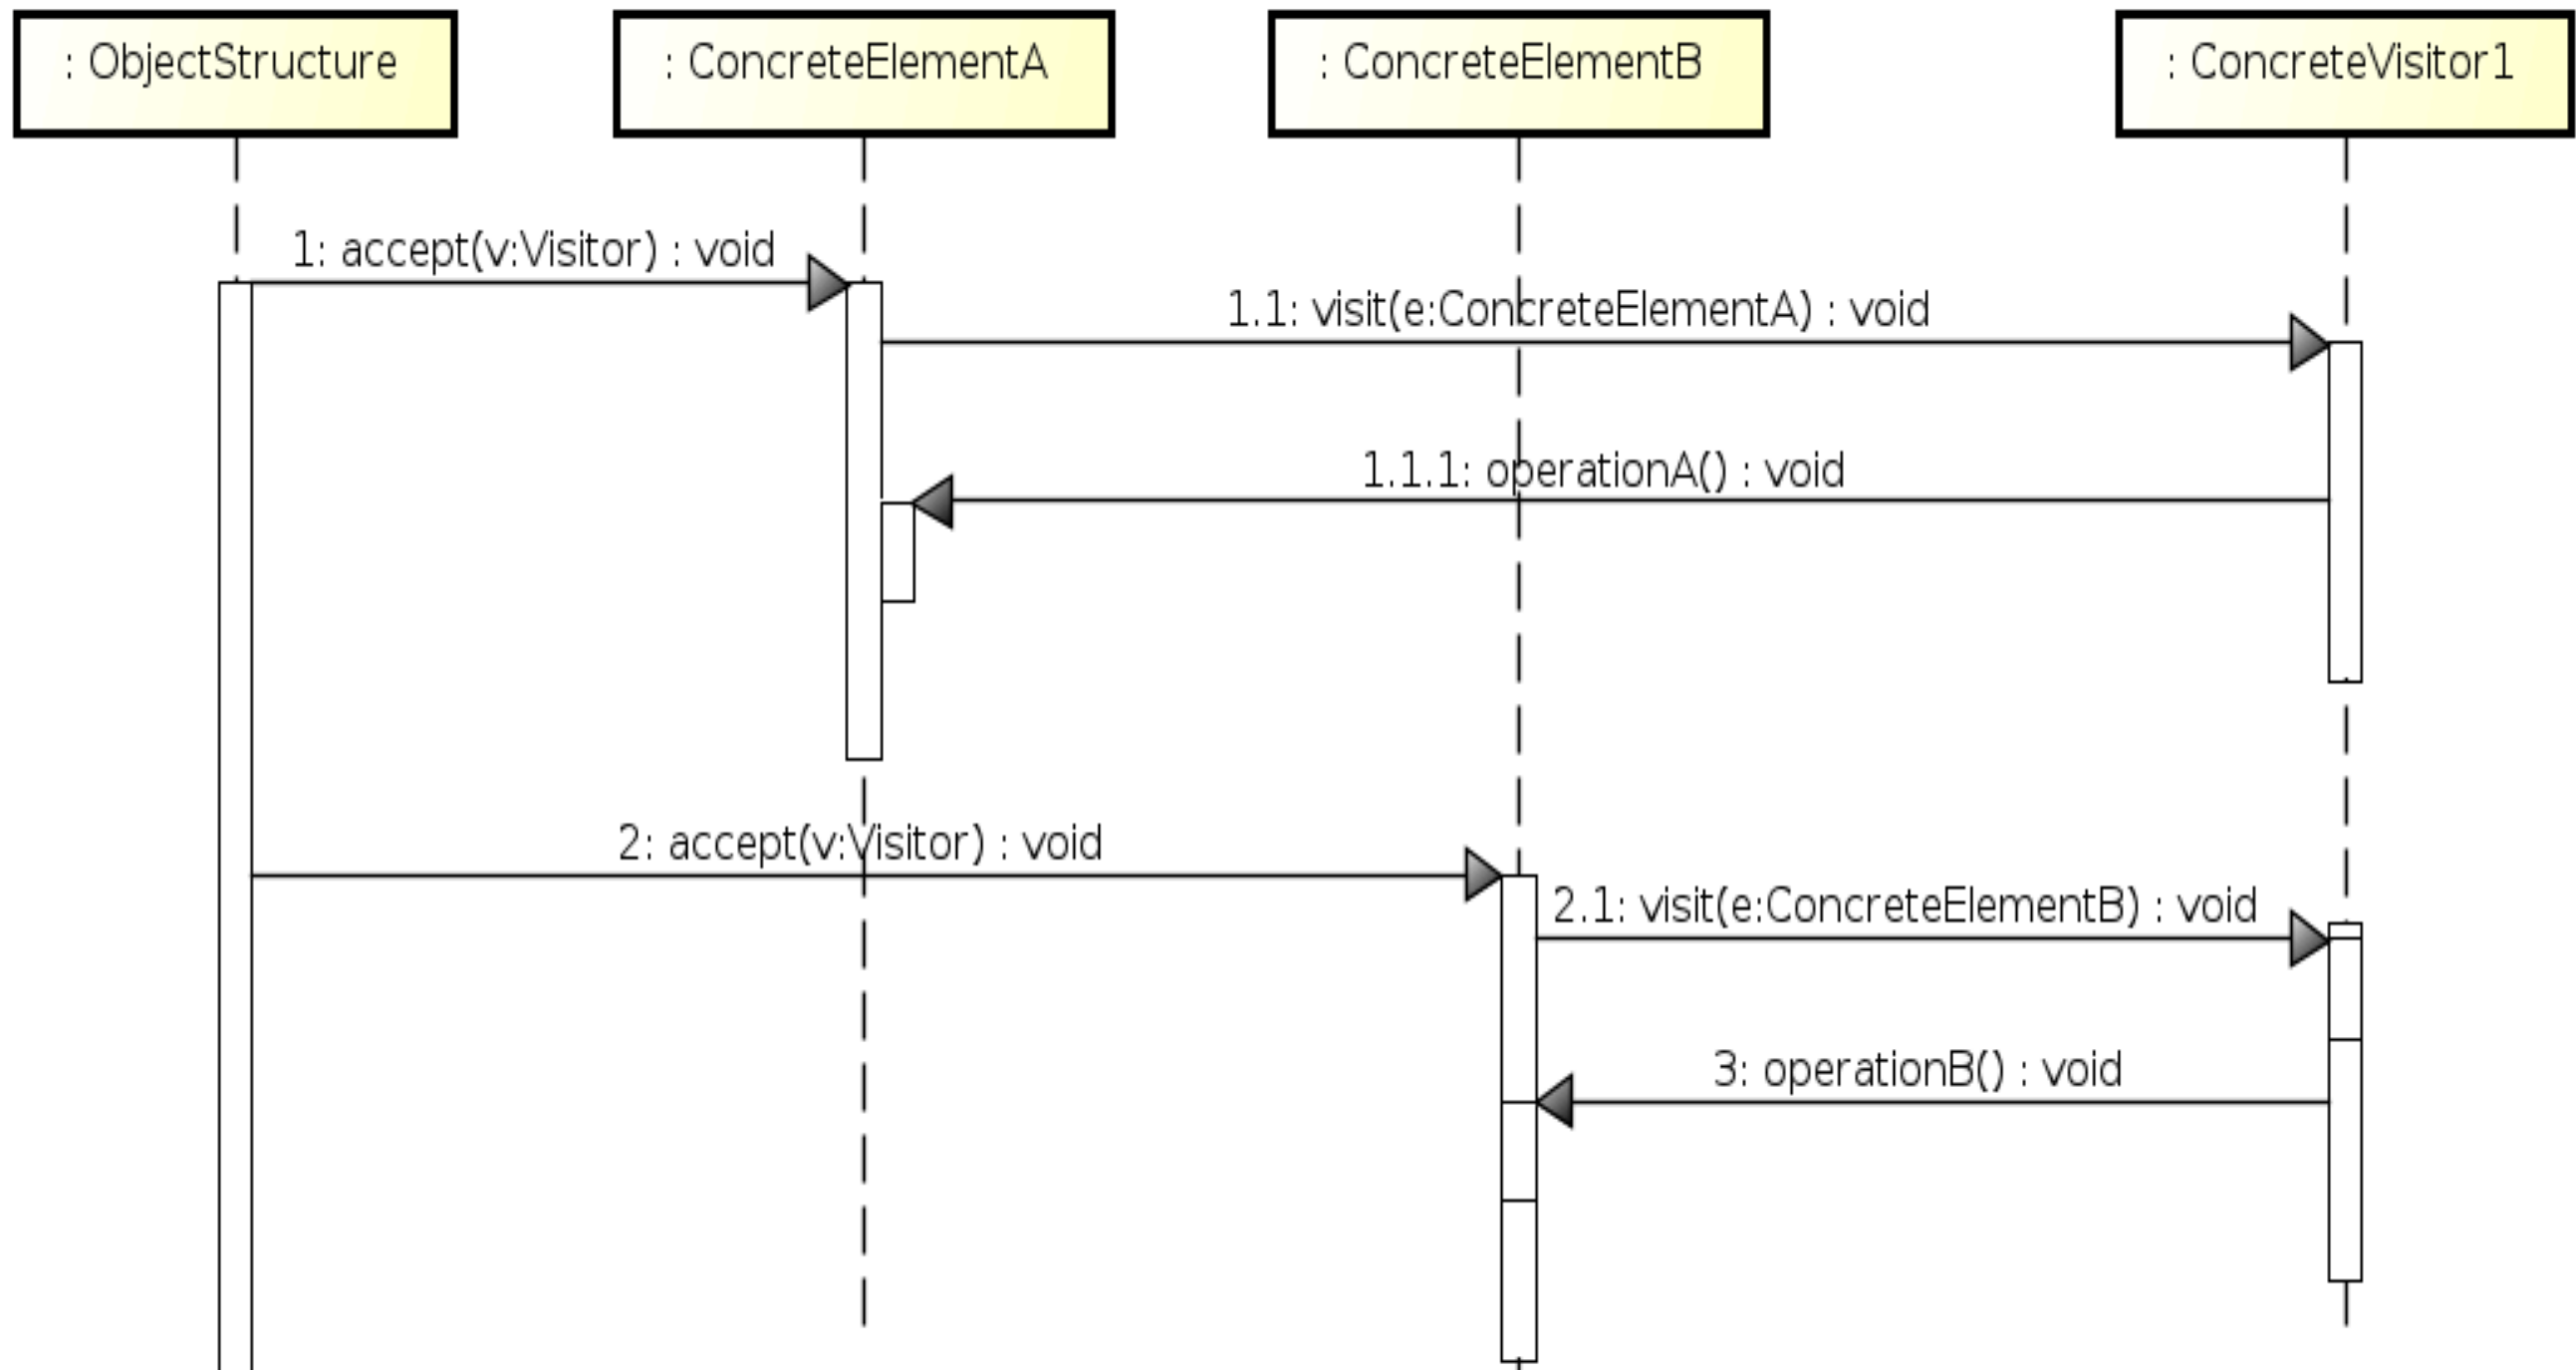 : ObjectStructure
: ConcreteElementA
: ConcreteElementB
: ConcreteVisitor1
1: accept(v:Visitor) : void
1.1: visit(e:ConcreteElementA) : void
1.1.1: operationA() : void
2: accept(v:Visitor) : void
2.1: visit(e:ConcreteElementB) : void
3: operationB() : void